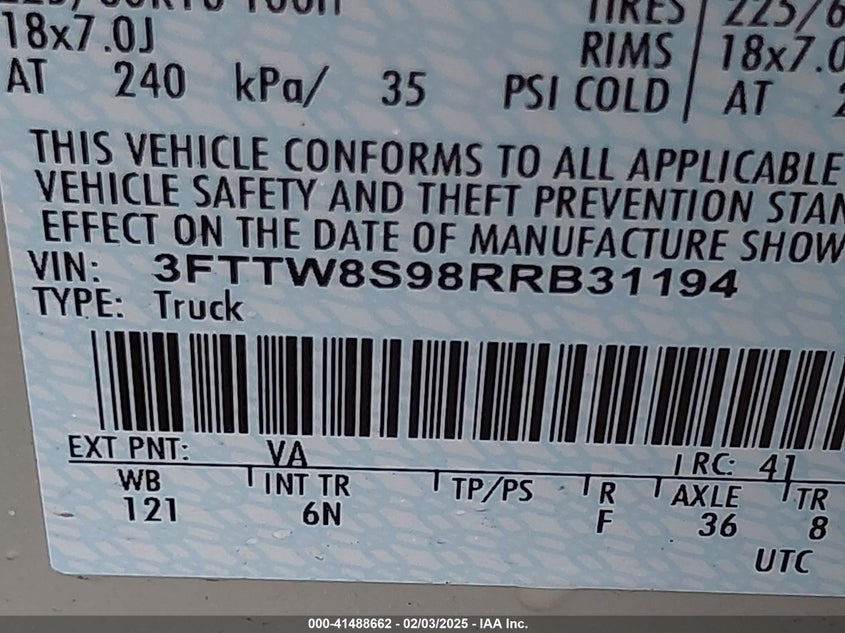 TIRES 225/6
18x7.0J RIMS 18x7.0
AT 240 kPa/ 35 PSI COLD AT 2
THIS VEHICLE CONFORMS TO ALL APPLICABLE
VEHICLE SAFETY AND THEFT PREVENTION STAN
EFFECT ON THE DATE OF MANUFACTURE SHOW
VIN: 3FTTW8S98RRB31194
TYPE: Truck
EXT PNT: VA IRC: 41
WB INT TR TP/PS R AXLE TR
121 6N F 36 8
UTC
000-41488662 - 02/03/2025 - IAA Inc.